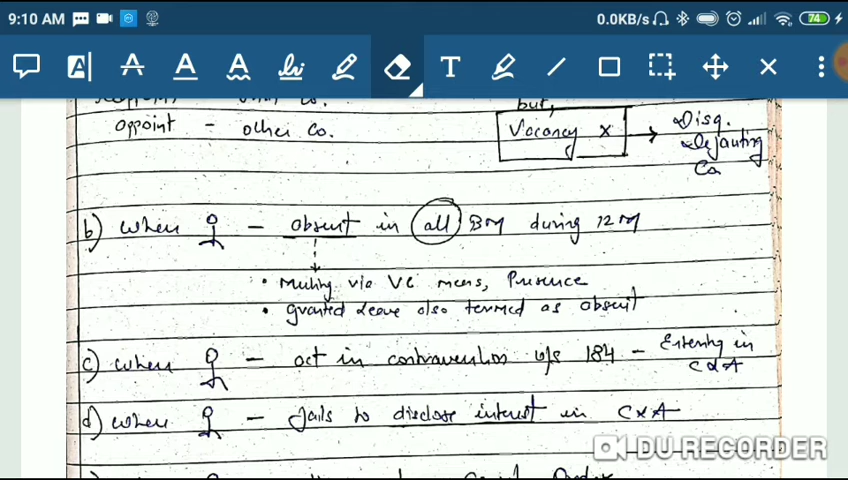 9:10 AM 0.0KB/s 74
T
but,
appoint - other Co.
Vacancy x → Disq.
Defaulting
Co
b) when - absent in all BM during 12 M
• Meeting via VC means, Presence
• granted leave also termed as absent
c) when - act in contravention u/s 184 - Entering in
C & A
d) when - fails to disclose interest in C & A
DU RECORDER